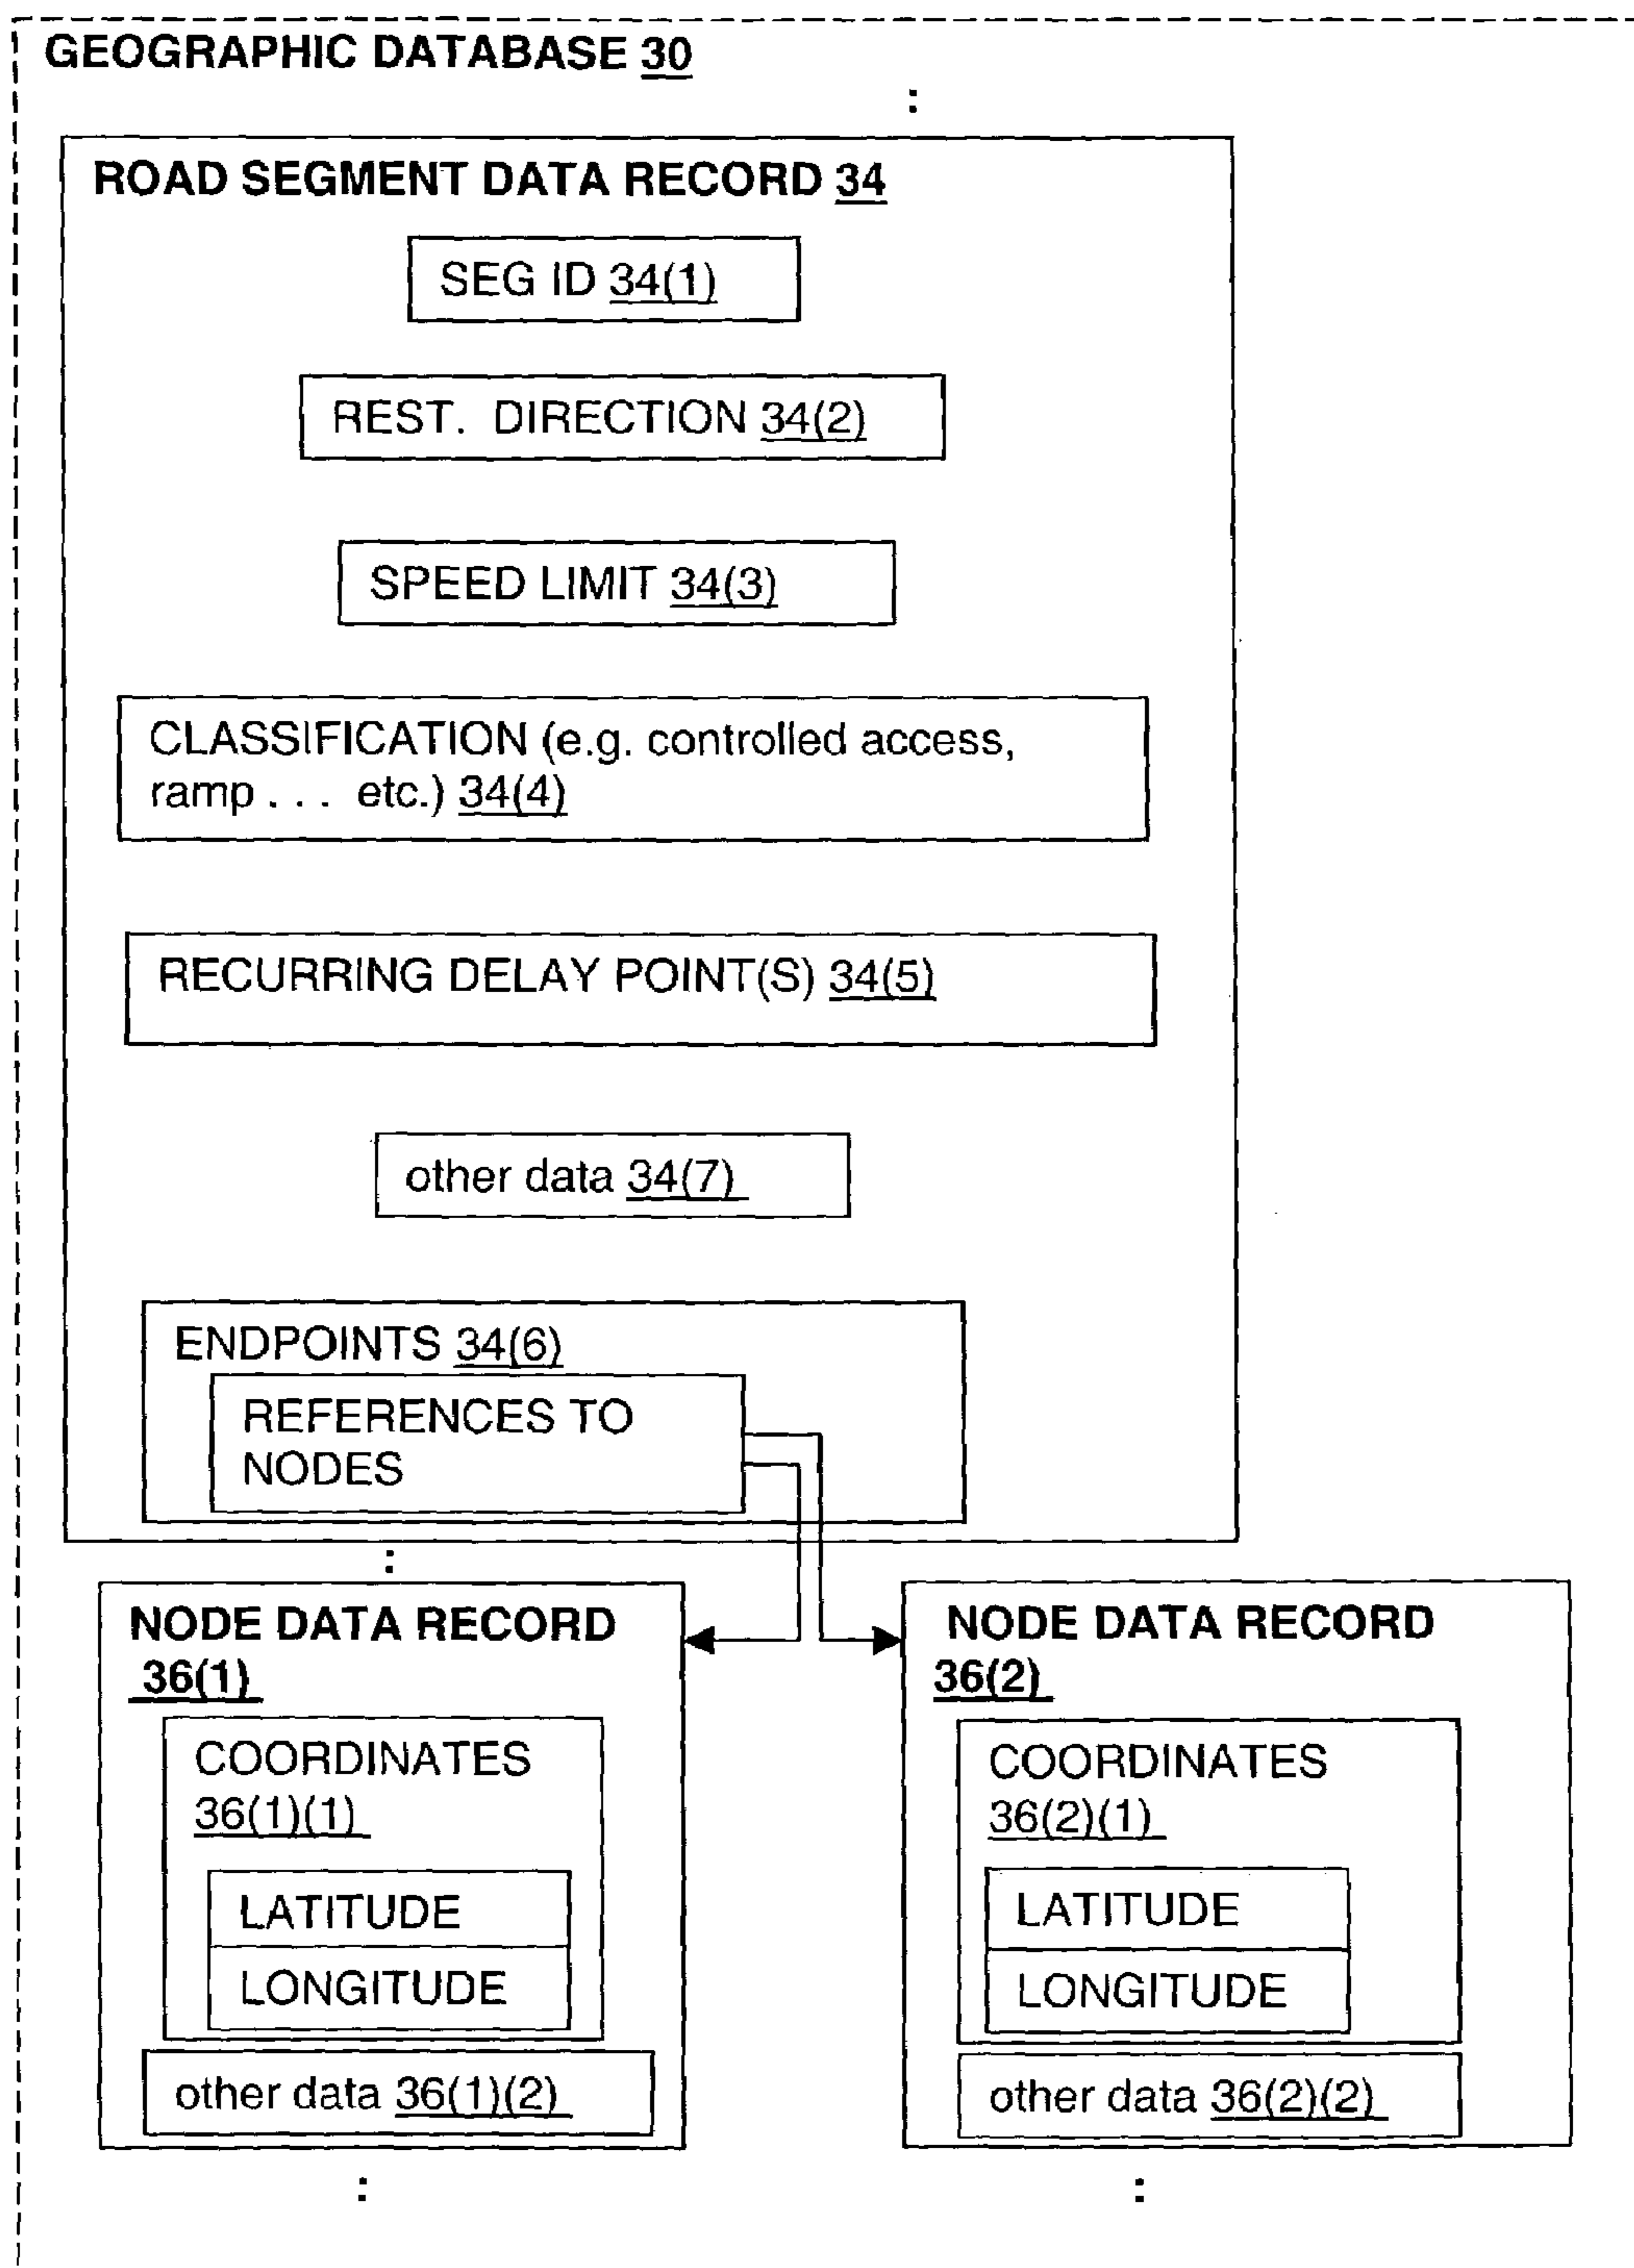 GEOGRAPHIC DATABASE 30
:
ROAD SEGMENT DATA RECORD 34
SEG ID 34(1)
REST. DIRECTION 34(2)
SPEED LIMIT 34(3)
CLASSIFICATION (e.g. controlled access,
ramp . . . etc.) 34(4)
RECURRING DELAY POINT(S) 34(5)
other data 34(7)
ENDPOINTS 34(6)
REFERENCES TO
NODES
:
NODE DATA RECORD
36(1)
COORDINATES
36(1)(1)
LATITUDE
LONGITUDE
other data 36(1)(2)
:
NODE DATA RECORD
36(2)
COORDINATES
36(2)(1)
LATITUDE
LONGITUDE
other data 36(2)(2)
: